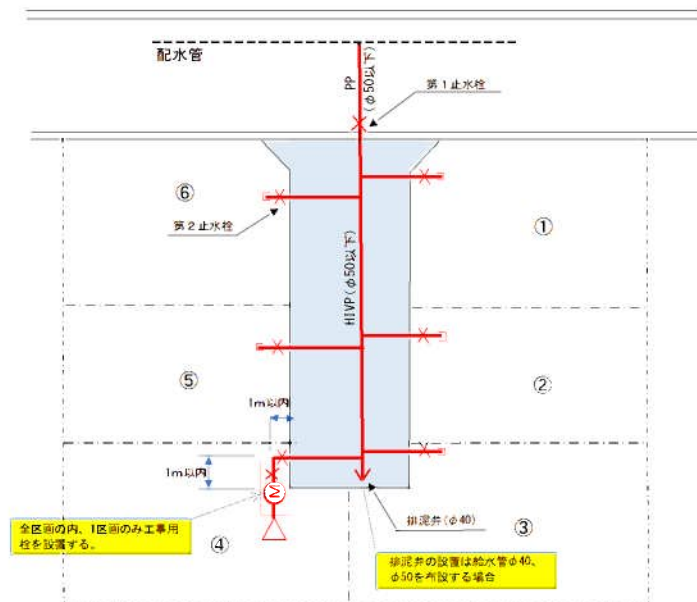 配水管
PP
(φ50以下)
第1止水栓
⑥
第2止水栓
①
HIVP(φ50以下)
⑤
②
1m以内
1m以内
M
全区画の内、1区画のみ工事用
栓を設置する。
④
排泥弁(φ40)
③
排泥弁の設置は給水管φ40、
φ50を布設する場合